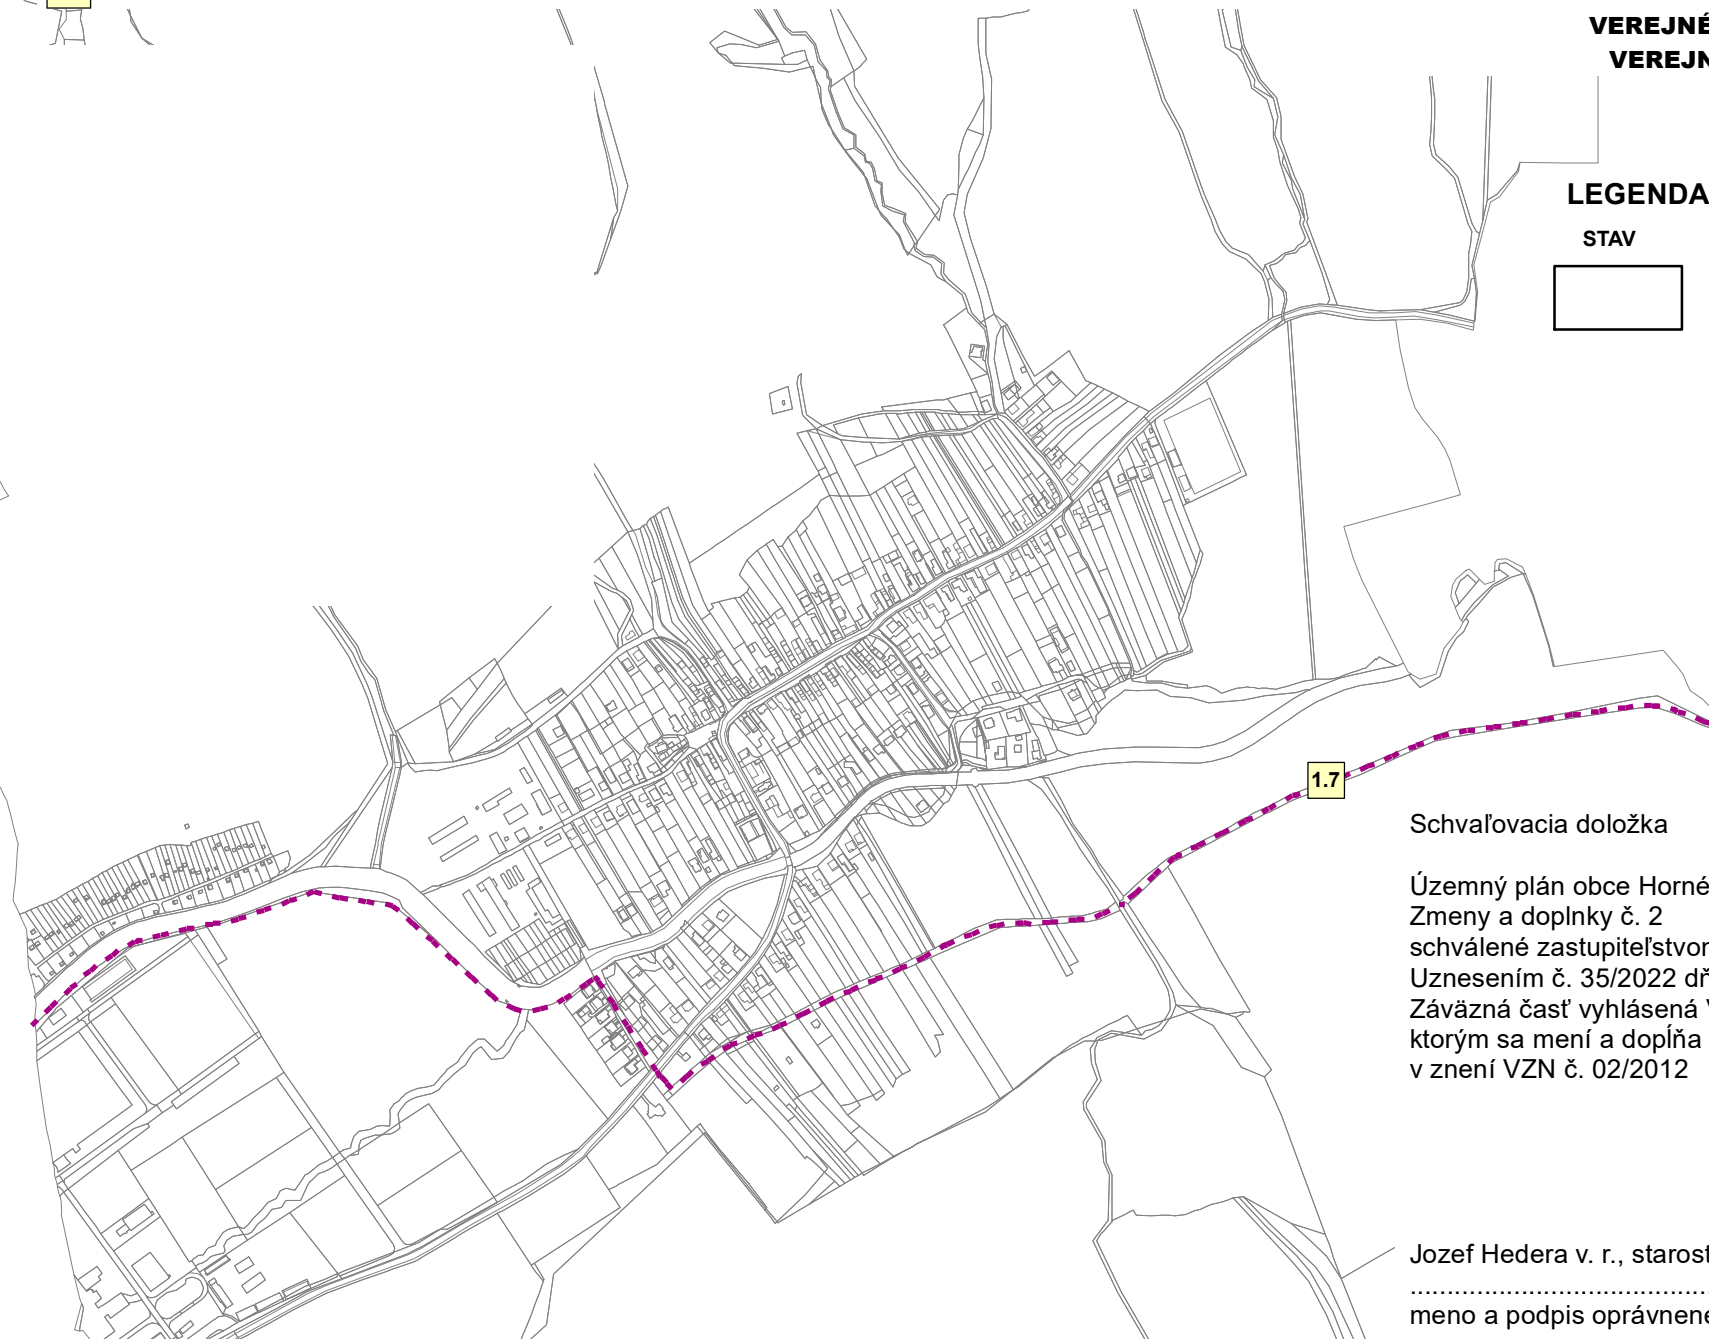 VEREJNÉ
VEREJN
LEGENDA
STAV
1.7
Schvaľovacia doložka
Územný plán obce Horné
Zmeny a doplnky č. 2
schválené zastupiteľstvo
Uznesením č. 35/2022 dň
Záväzná časť vyhlásená V
ktorým sa mení a dopĺňa
v znení VZN č. 02/2012
Jozef Hedera v. r., starost
........................................
meno a podpis oprávnene